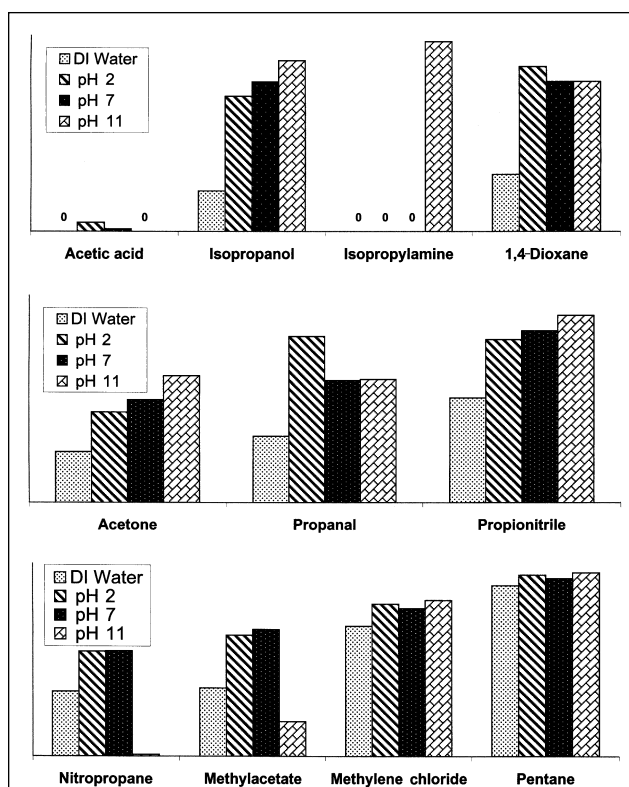 DI Water
pH 2
pH 7
pH 11
0 0 0 0 0
Acetic acid Isopropanol Isopropylamine 1,4-Dioxane
DI Water
pH 2
pH 7
pH 11
Acetone Propanal Propionitrile
DI Water
pH 2
pH 7
pH 11
Nitropropane Methylacetate Methylene chloride Pentane